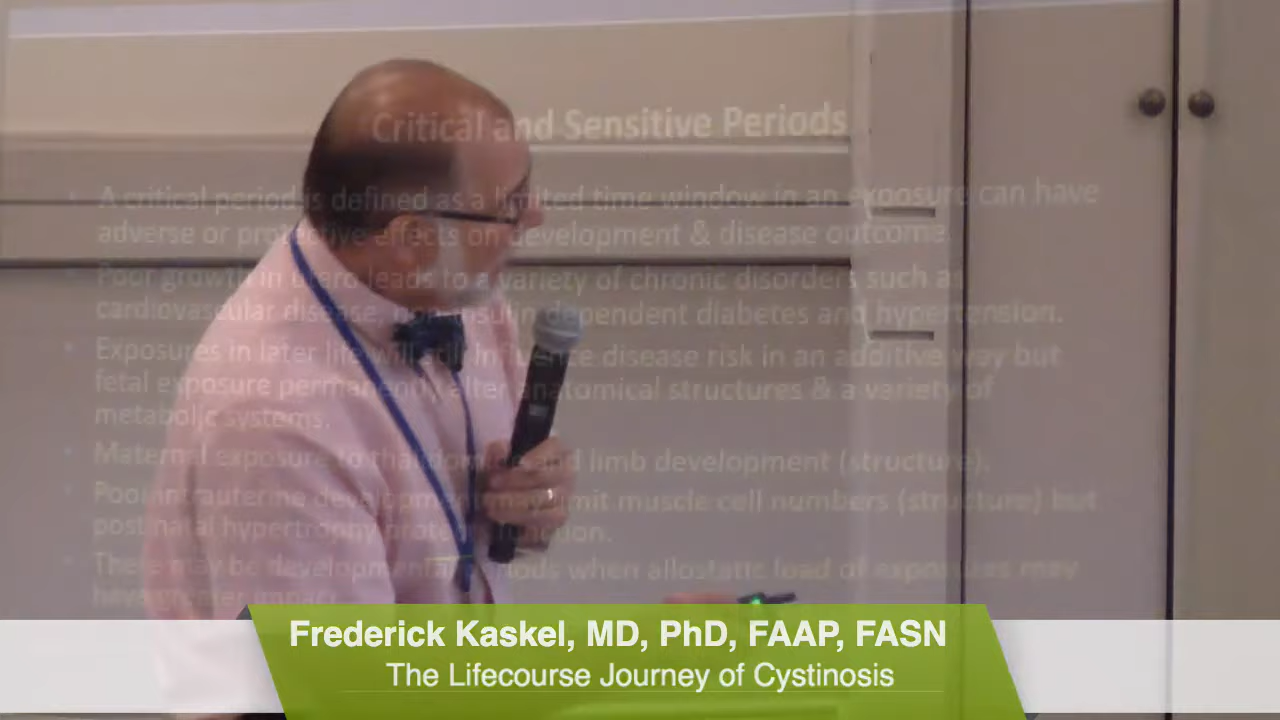 Critical and Sensitive Periods
• A critical period is defined as a limited time window in an exposure can have
adverse or protective effects on development & disease outcome.
• Poor growth in utero leads to a variety of chronic disorders such as
cardiovascular disease, non-insulin dependent diabetes and hypertension.
• Exposures in later life will still influence disease risk in an additive way but
fetal exposure permanently alter anatomical structures & a variety of
metabolic systems.
• Maternal exposure to and limb development (structure).
• Poor intrauterine development may limit muscle cell numbers (structure) but
postnatal hypertrophy function.
• There may be developmental periods when allostatic load of exposures may
have greater impact
Frederick Kaskel, MD, PhD, FAAP, FASN
The Lifecourse Journey of Cystinosis